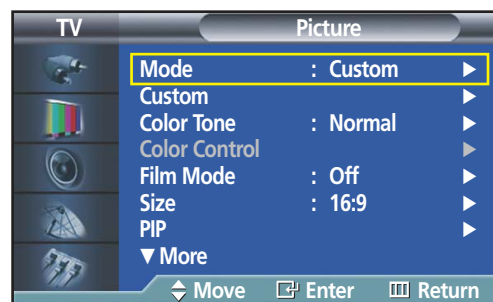 TV Picture
Mode : Custom ▶
Custom ▶
Color Tone : Normal ▶
Color Control ▶
Film Mode : Off ▶
Size : 16:9 ▶
PIP ▶
▼ More
Move Enter Return